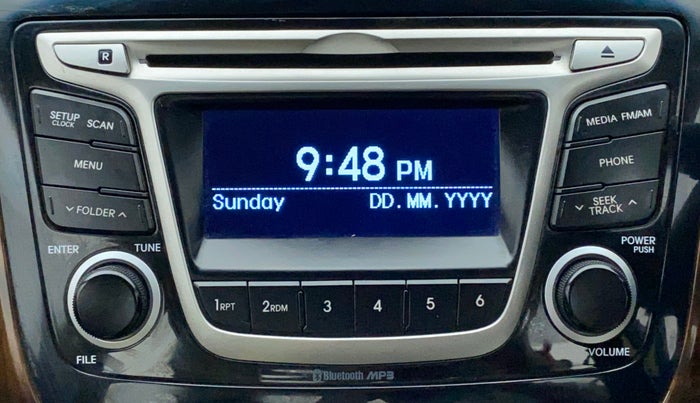 R
SETUP
CLOCK
SCAN
MEDIA FM/AM
9:48 PM
MENU
PHONE
Sunday DD.MM.YYYY
FOLDER
SEEK
TRACK
ENTER
TUNE
POWER
PUSH
1RPT 2RDM 3 4 5 6
FILE
VOLUME
Bluetooth MP3